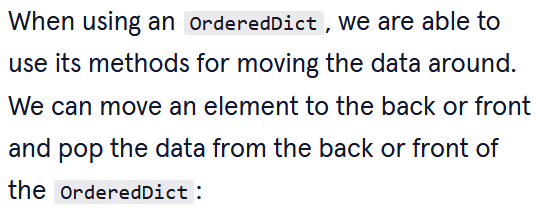 When using an OrderedDict, we are able to
use its methods for moving the data around.
We can move an element to the back or front
and pop the data from the back or front of
the OrderedDict: